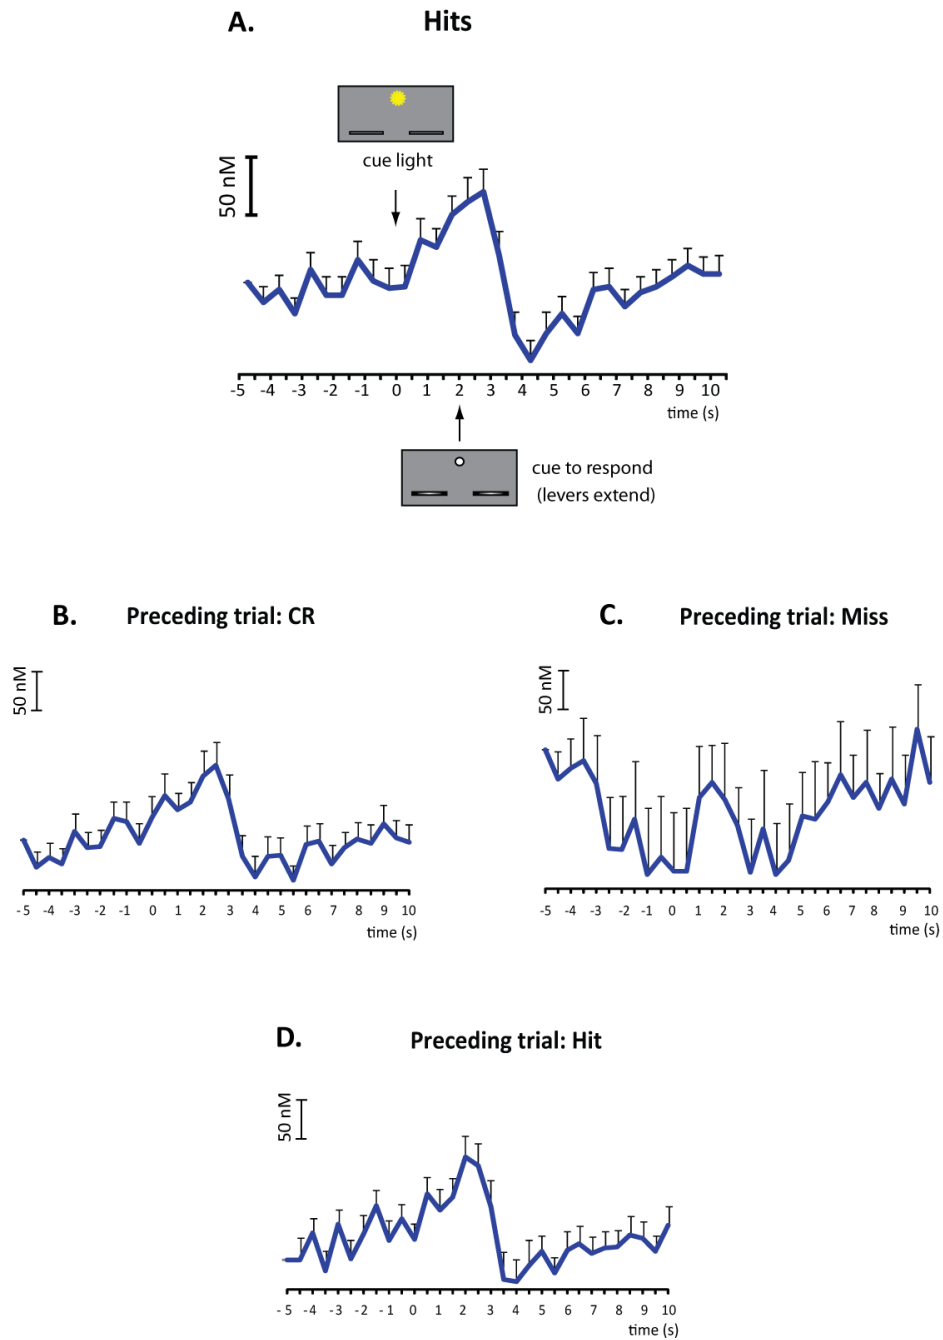 A.
Hits
cue light
50 nM
-5 -4 -3 -2 -1 0 1 2 3 4 5 6 7 8 9 10
time (s)
cue to respond
(levers extend)
B. Preceding trial: CR
50 nM
-5 -4 -3 -2 -1 0 1 2 3 4 5 6 7 8 9 10
time (s)
C. Preceding trial: Miss
50 nM
-5 -4 -3 -2 -1 0 1 2 3 4 5 6 7 8 9 10
time (s)
D. Preceding trial: Hit
50 nM
-5 -4 -3 -2 -1 0 1 2 3 4 5 6 7 8 9 10
time (s)